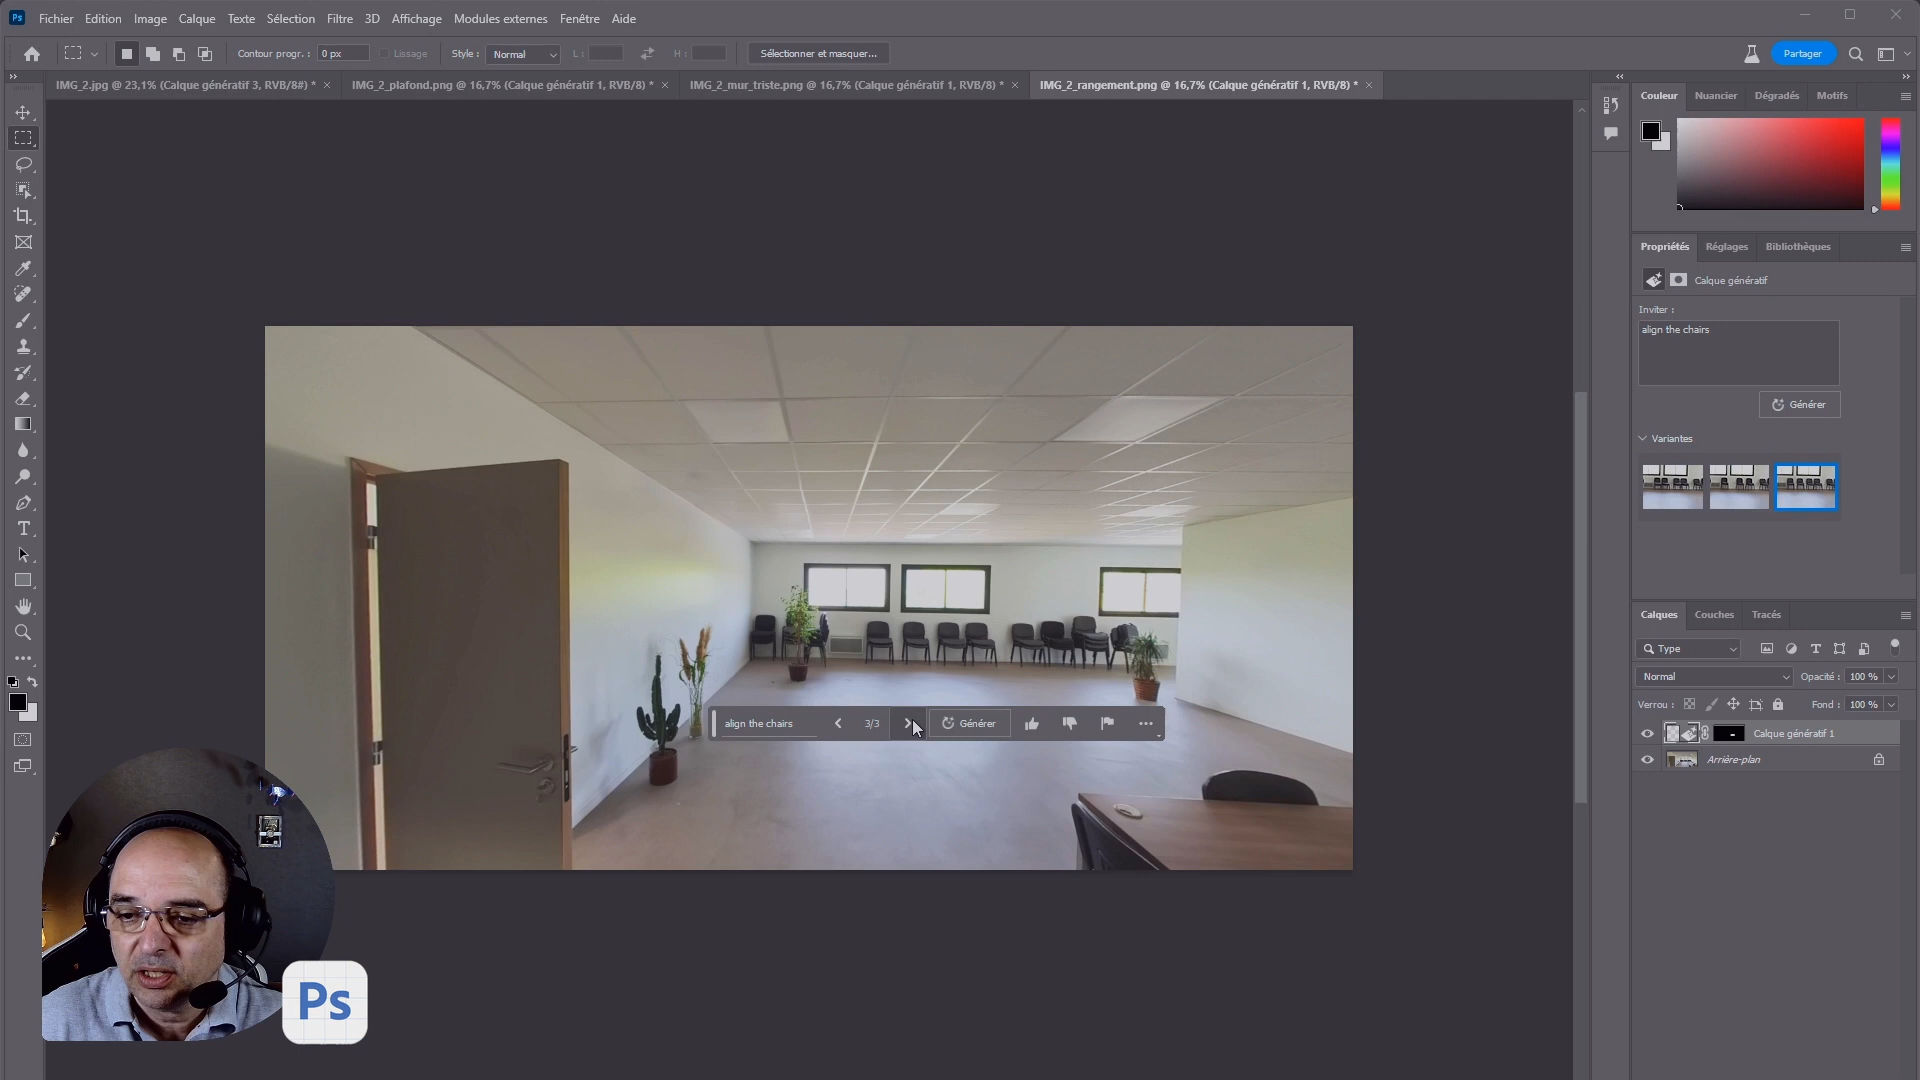 Ps Fichier Edition Image Calque Texte Sélection Filtre 3D Affichage Modules externes Fenêtre Aide
Contour progr. : 0 px Lissage Style : Normal L : H : Sélectionner et masquer... Partager
IMG_2.jpg @ 23,1% (Calque génératif 3, RVB/8#) * IMG_2_plafond.png @ 16,7% (Calque génératif 1, RVB/8) * IMG_2_mur_triste.png @ 16,7% (Calque génératif 1, RVB/8) * IMG_2_rangement.png @ 16,7% (Calque génératif 1, RVB/8) *
Couleur Nuancier Dégradés Motifs
Propriétés Réglages Bibliothèques
Calque génératif
Inviter :
align the chairs
Générer
Variantes
Calques Couches Tracés
Type
Normal Opacité : 100 %
Verrou : Fond : 100 %
Calque génératif 1
Arrière-plan
align the chairs 3/3 Générer
Ps